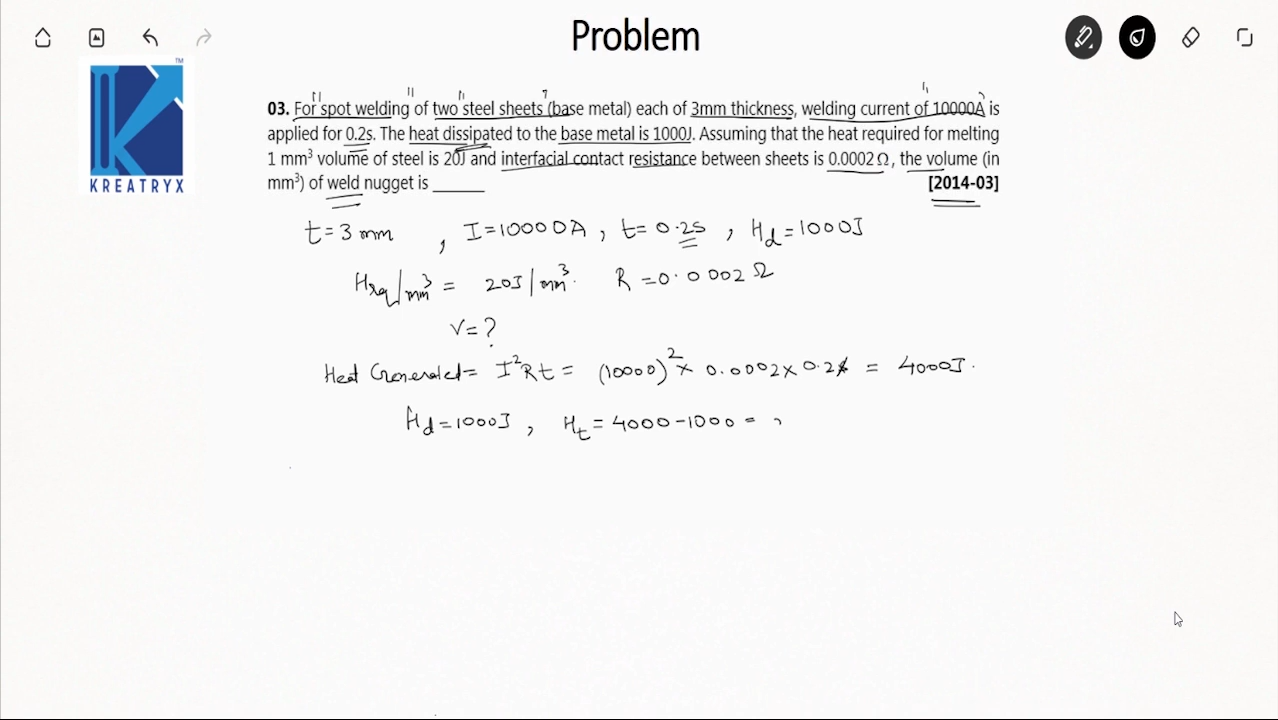 Problem
TM
KREATRYX
03. For spot welding of two steel sheets (base metal) each of 3mm thickness, welding current of 10000A is
applied for 0.2s. The heat dissipated to the base metal is 1000J. Assuming that the heat required for melting
1 mm³ volume of steel is 20J and interfacial contact resistance between sheets is 0.0002 Ω, the volume (in
mm³) of weld nugget is ______ [2014-03]
t = 3 mm , I = 10000A , t = 0.2s , Hd = 1000J
Hrq/mm³ = 20J/mm³. R = 0.0002 Ω
V = ?
Heat Generated = I²Rt = (10000)² × 0.0002 × 0.2 = 4000J.
Hd = 1000J , Ht = 4000 - 1000 =